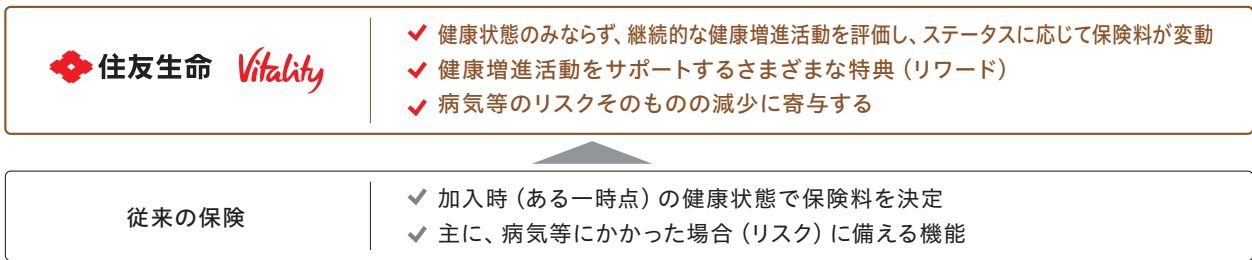 住友生命 Vitality
健康状態のみならず、継続的な健康増進活動を評価し、ステータスに応じて保険料が変動
健康増進活動をサポートするさまざまな特典（リワード）
病気等のリスクそのものの減少に寄与する
従来の保険
加入時（ある一時点）の健康状態で保険料を決定
主に、病気等にかかった場合（リスク）に備える機能